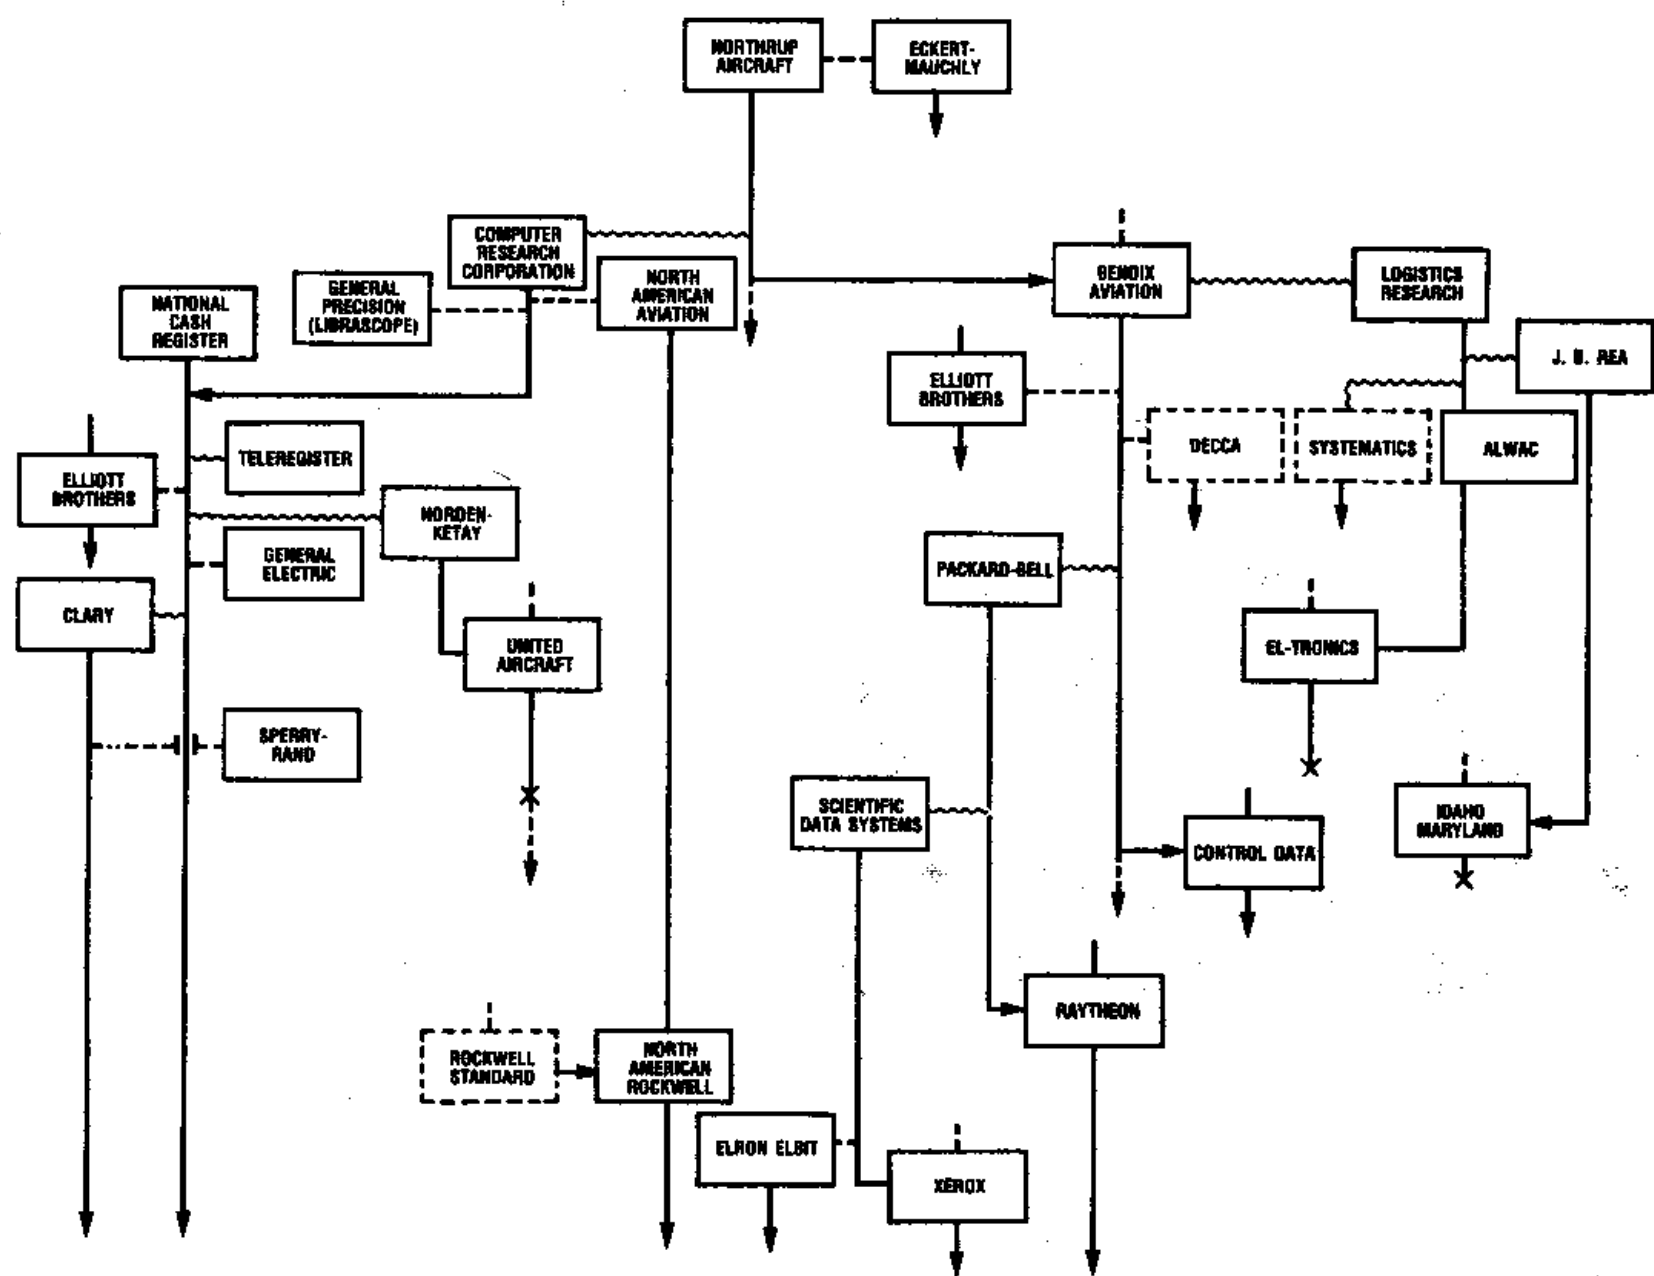 NORTHRUP
AIRCRAFT
ECKERT-
MAUCHLY
COMPUTER
RESEARCH
CORPORATION
NORTH
AMERICAN
AVIATION
GENERAL
PRECISION
(LIBRASCOPE)
NATIONAL
CASH
REGISTER
BENDIX
AVIATION
LOGISTICS
RESEARCH
J. U. REA
ELLIOTT
BROTHERS
DECCA
SYSTEMATICS
ALWAC
TELEREGISTER
ELLIOTT
BROTHERS
NORDEN-
KETAY
GENERAL
ELECTRIC
CLARY
UNITED
AIRCRAFT
PACKARD-BELL
EL-TRONICS
SPERRY-
RAND
SCIENTIFIC
DATA SYSTEMS
CONTROL DATA
IDAHO
MARYLAND
RAYTHEON
ROCKWELL
STANDARD
NORTH
AMERICAN
ROCKWELL
ELRON ELBIT
XEROX